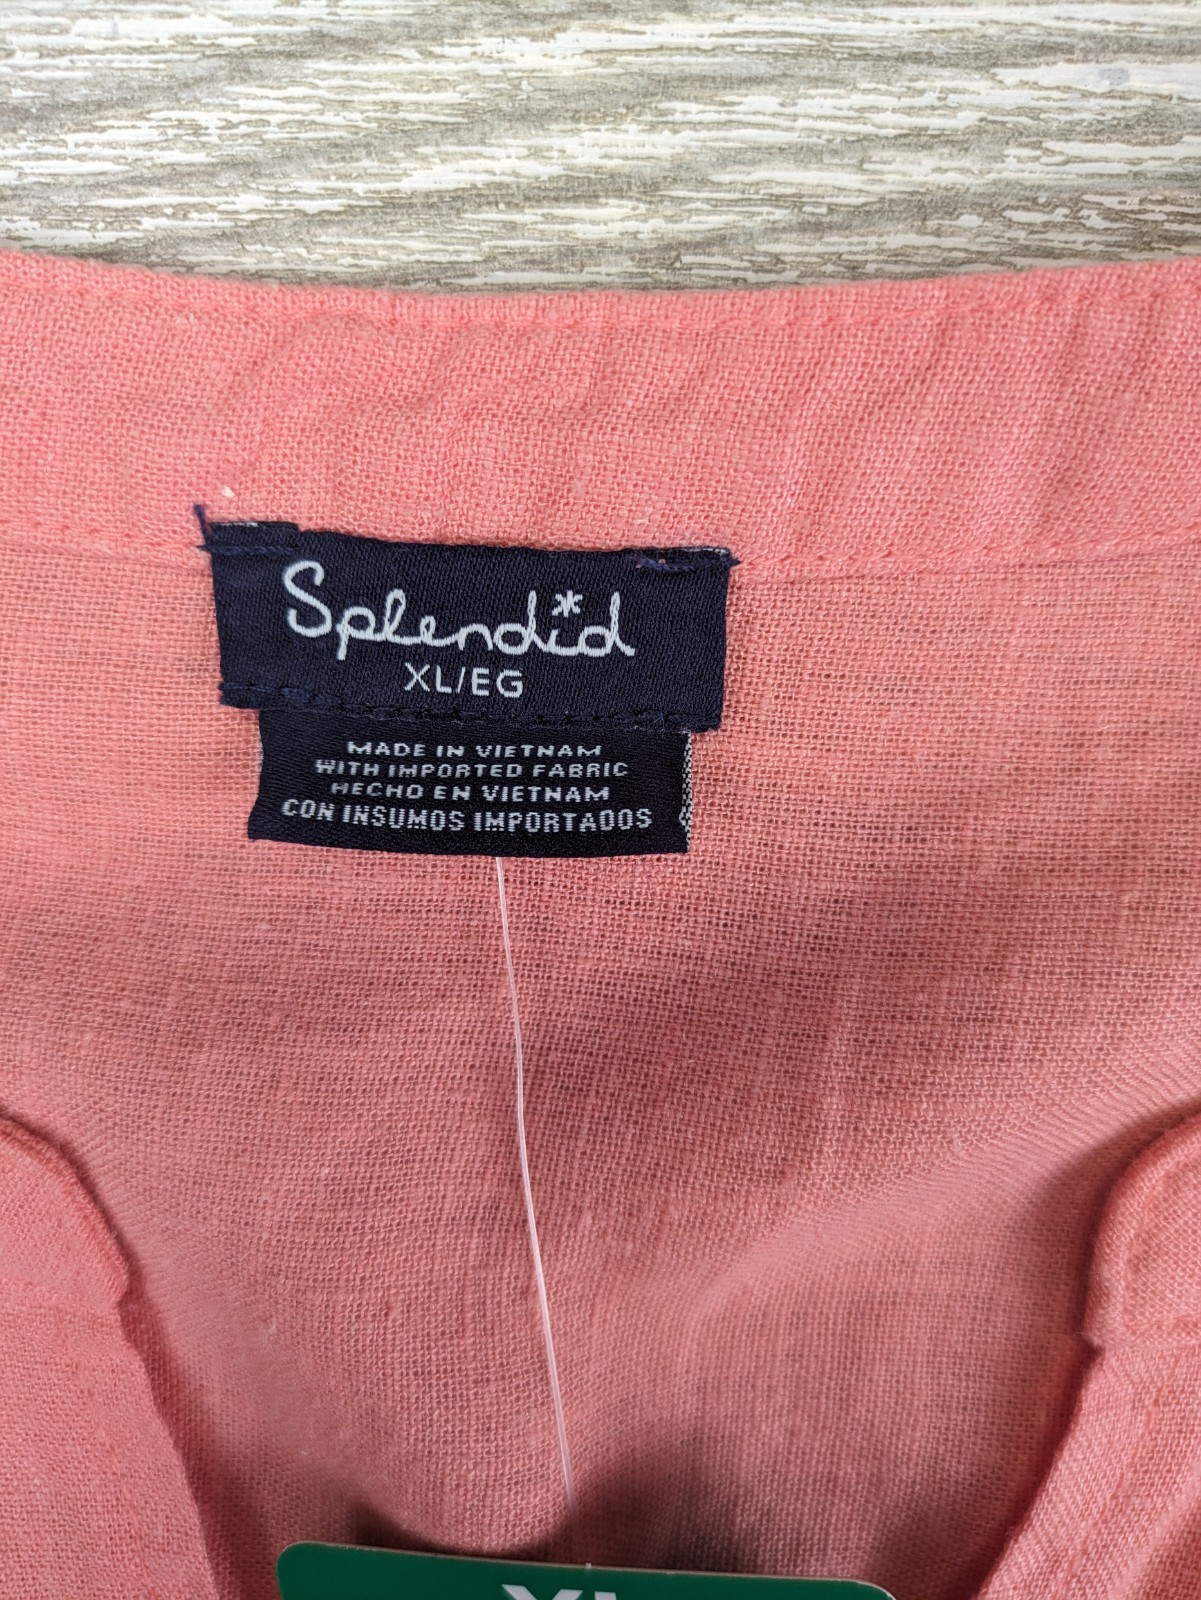 Splendid
XL/EG
MADE IN VIETNAM
WITH IMPORTED FABRIC
HECHO EN VIETNAM
CON INSUMOS IMPORTADOS
XL